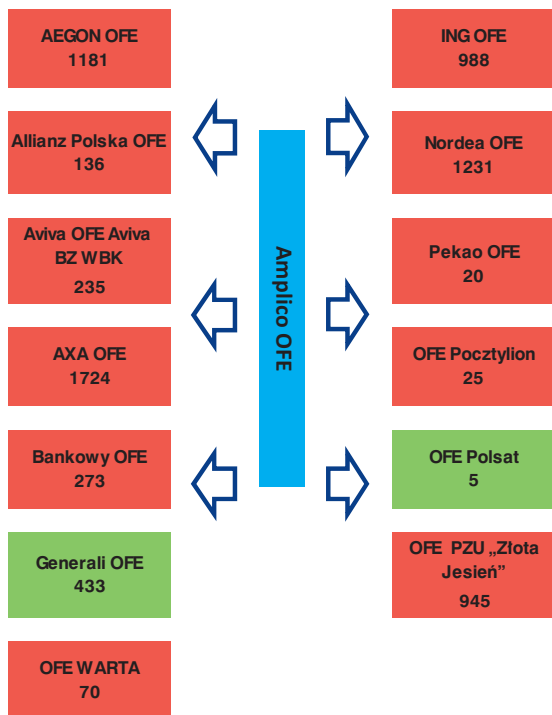 AEGON OFE
1181
Allianz Polska OFE
136
Aviva OFE Aviva
BZ WBK
235
AXA OFE
1724
Bankowy OFE
273
Generali OFE
433
OFE WARTA
70
Amplico OFE
ING OFE
988
Nordea OFE
1231
Pekao OFE
20
OFE Pocztylion
25
OFE Polsat
5
OFE PZU „Złota
Jesień”
945